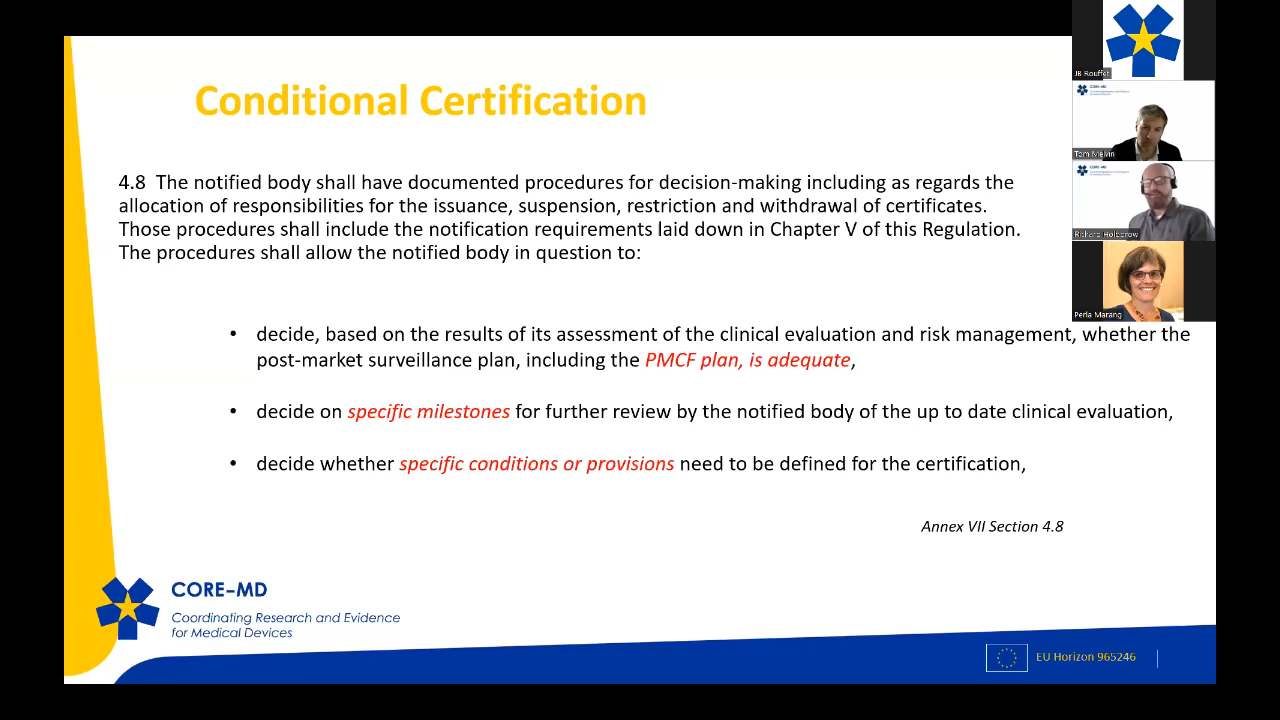 Conditional Certification
4.8 The notified body shall have documented procedures for decision-making including as regards the
allocation of responsibilities for the issuance, suspension, restriction and withdrawal of certificates.
Those procedures shall include the notification requirements laid down in Chapter V of this Regulation.
The procedures shall allow the notified body in question to:
• decide, based on the results of its assessment of the clinical evaluation and risk management, whether the
post-market surveillance plan, including the PMCF plan, is adequate,
• decide on specific milestones for further review by the notified body of the up to date clinical evaluation,
• decide whether specific conditions or provisions need to be defined for the certification,
Annex VII Section 4.8
CORE–MD
Coordinating Research and Evidence
for Medical Devices
EU Horizon 965246
JB Rouffet
CORE–MD
Tom Melvin
CORE–MD
Richard Holborow
Perla Marang